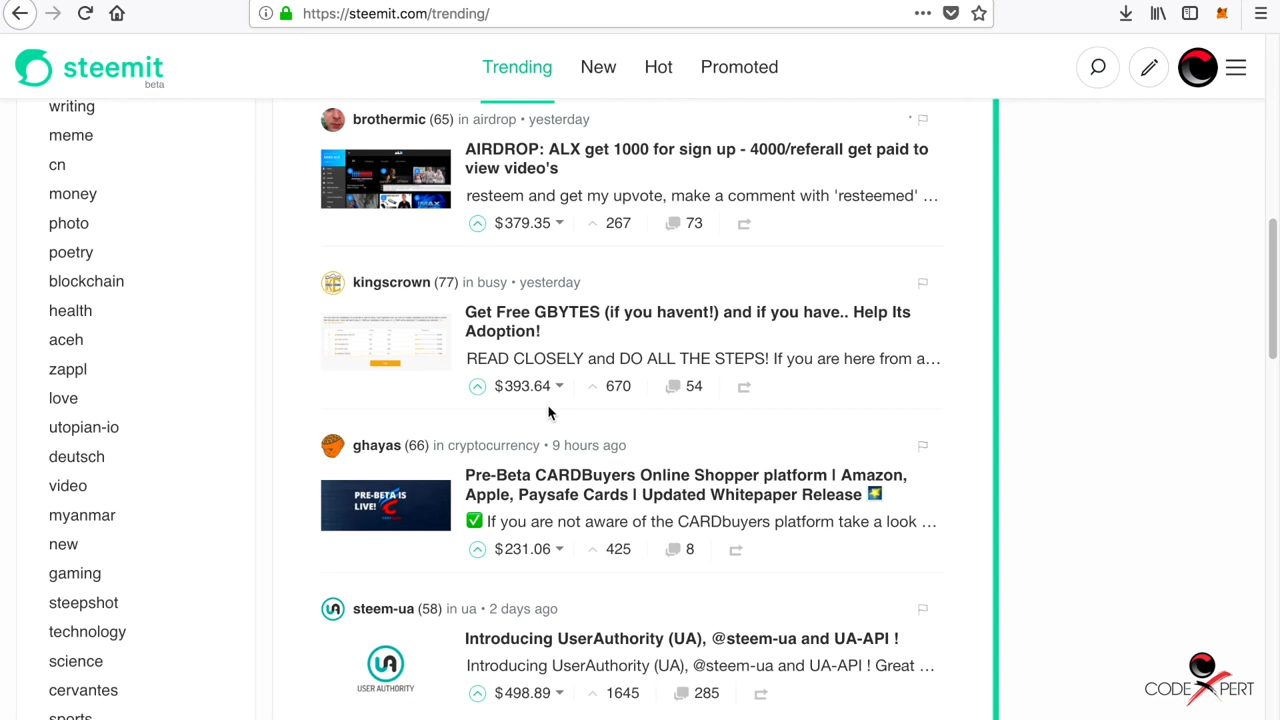 https://steemit.com/trending/
steemit
beta
Trending
New
Hot
Promoted
writing
meme
cn
money
photo
poetry
blockchain
health
aceh
zappl
love
utopian-io
deutsch
video
myanmar
new
gaming
steepshot
technology
science
cervantes
sports
brothermic (65) in airdrop • yesterday
AIRDROP: ALX get 1000 for sign up - 4000/referall get paid to
view video's
resteem and get my upvote, make a comment with 'resteemed' …
$379.35 267 73
kingscrown (77) in busy • yesterday
Get Free GBYTES (if you havent!) and if you have.. Help Its
Adoption!
READ CLOSELY and DO ALL THE STEPS! If you are here from a…
$393.64 670 54
ghayas (66) in cryptocurrency • 9 hours ago
PRE-BETA IS
LIVE!
Pre-Beta CARDBuyers Online Shopper platform | Amazon,
Apple, Paysafe Cards | Updated Whitepaper Release
If you are not aware of the CARDbuyers platform take a look …
$231.06 425 8
steem-ua (58) in ua • 2 days ago
UA
USER AUTHORITY
Introducing UserAuthority (UA), @steem-ua and UA-API !
Introducing UserAuthority (UA), @steem-ua and UA-API ! Great …
$498.89 1645 285
CODEXPERT